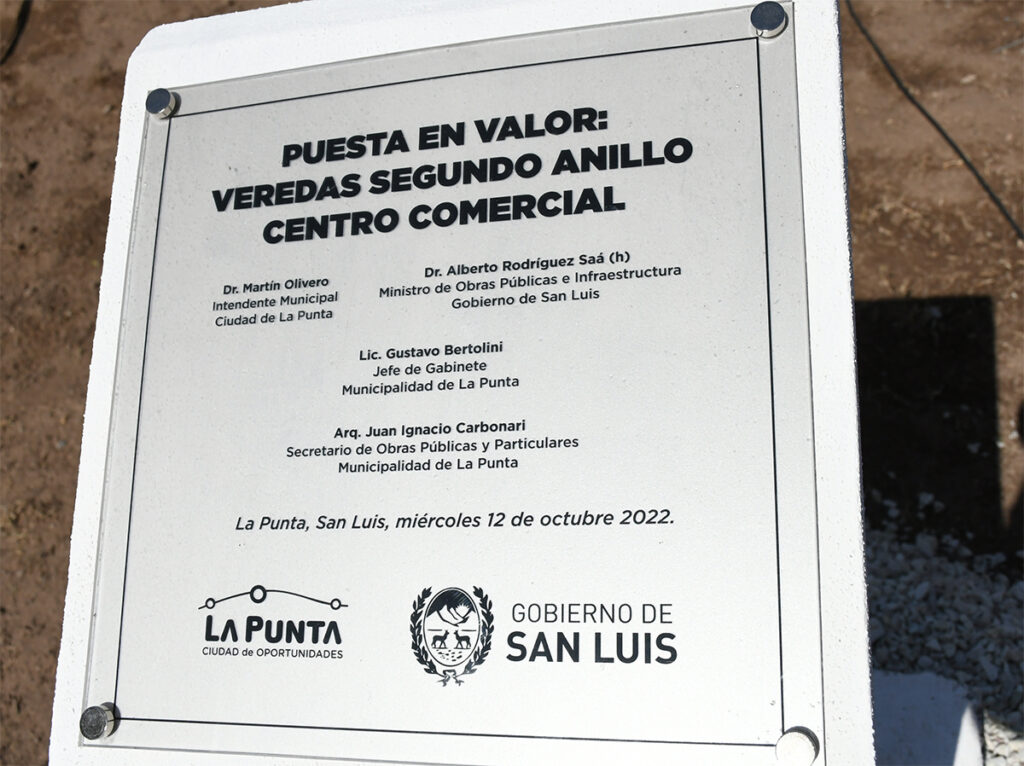 PUESTA EN VALOR:
VEREDAS SEGUNDO ANILLO
CENTRO COMERCIAL
Dr. Martín Olivero
Intendente Municipal
Ciudad de La Punta
Dr. Alberto Rodríguez Saá (h)
Ministro de Obras Públicas e Infraestructura
Gobierno de San Luis
Lic. Gustavo Bertolini
Jefe de Gabinete
Municipalidad de La Punta
Arq. Juan Ignacio Carbonari
Secretario de Obras Públicas y Particulares
Municipalidad de La Punta
La Punta, San Luis, miércoles 12 de octubre 2022.
LA PUNTA
CIUDAD de OPORTUNIDADES
GOBIERNO DE
SAN LUIS